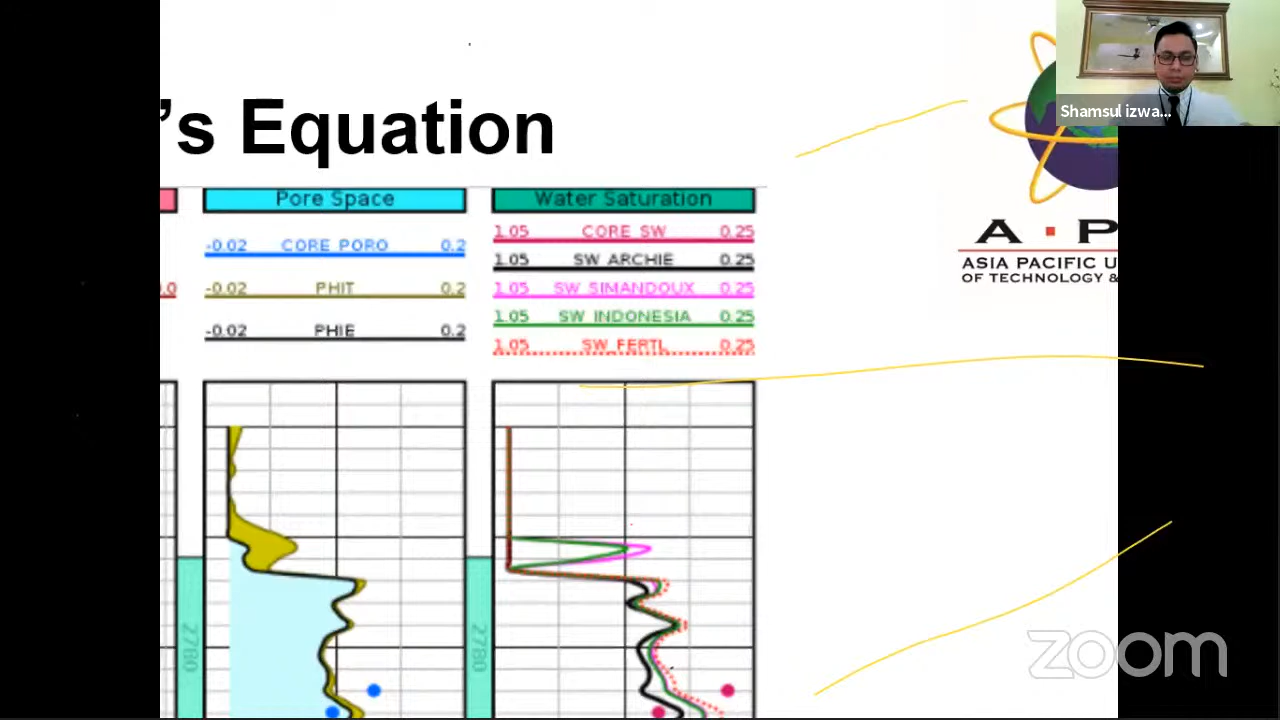 's Equation
Shamsul izwa...
A · P
ASIA PACIFIC U
OF TECHNOLOGY &
Pore Space
-0.02 CORE PORO 0.2
-0.02 PHIT 0.2
-0.02 PHIE 0.2
.0
Water Saturation
1.05 CORE SW 0.25
1.05 SW ARCHIE 0.25
1.05 SW SIMANDOUX 0.25
1.05 SW INDONESIA 0.25
1.05 SW FERTL 0.25
2780
2780
zoom